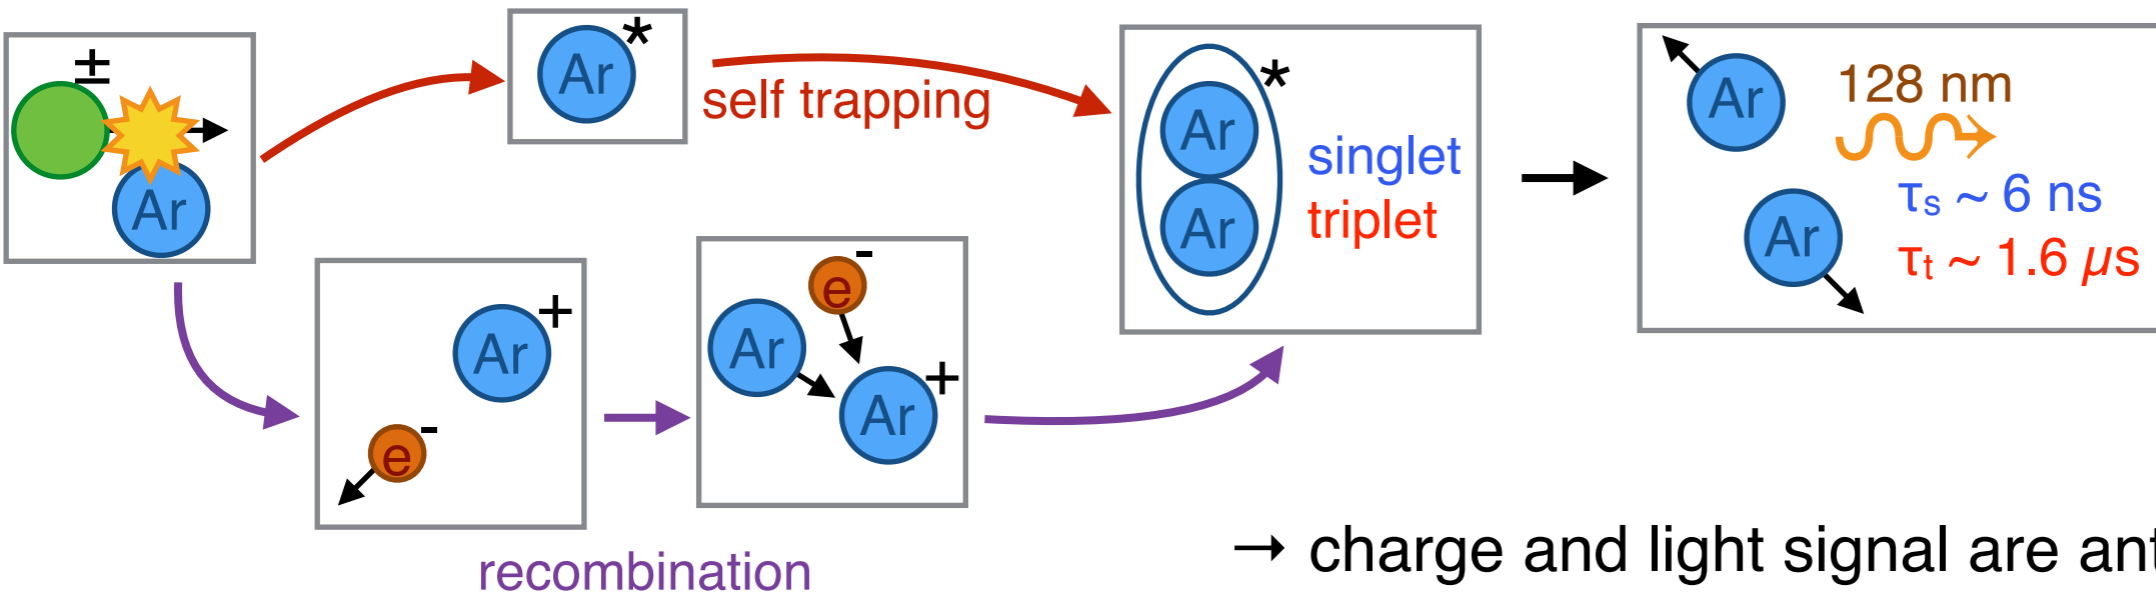 ±
Ar
Ar*
self trapping
Ar*
Ar
singlet
triplet
Ar
128 nm
Ar
τs ~ 6 ns
τt ~ 1.6 μs
Ar+
e-
e-
Ar
Ar+
recombination
→ charge and light signal are ant